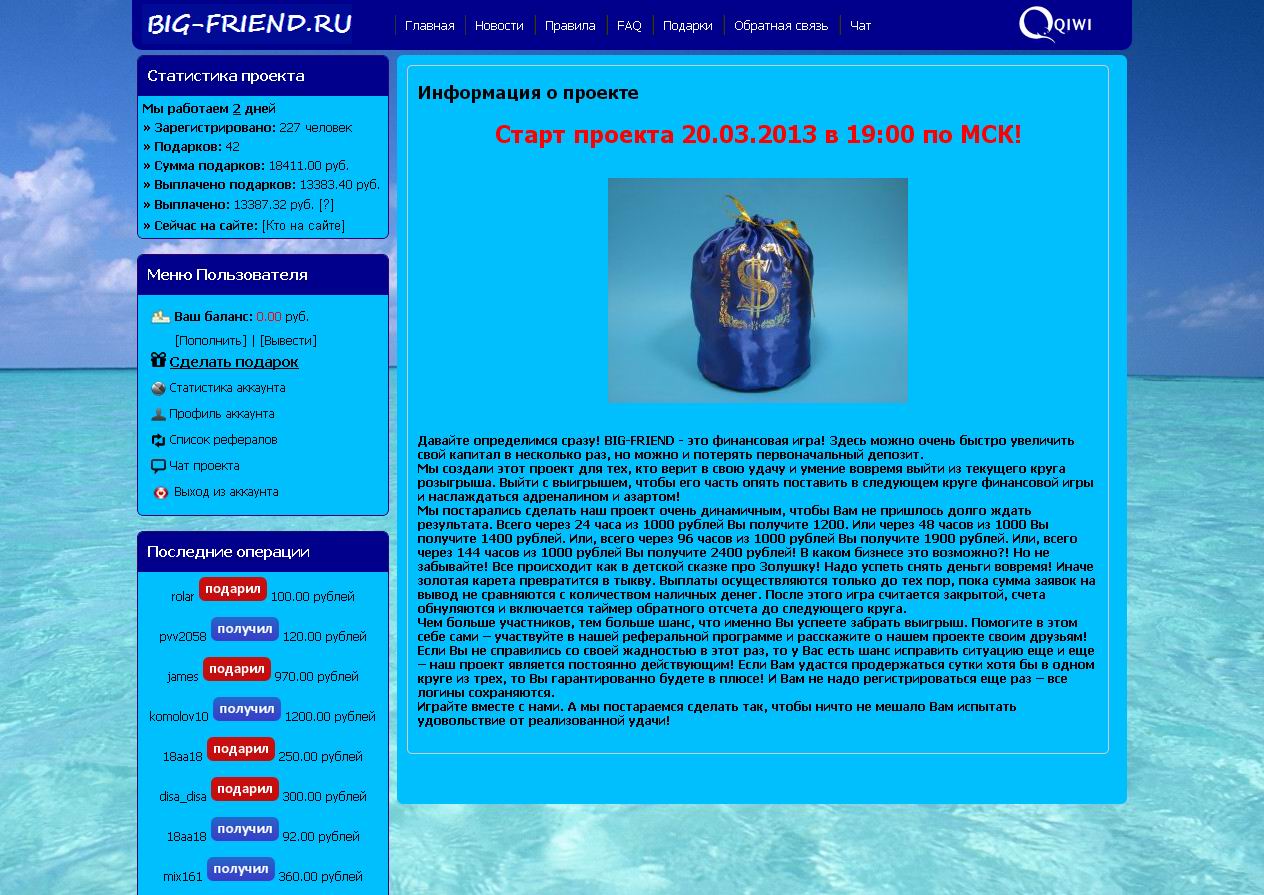 BIG-FRIEND.RU
Главная
Новости
Правила
FAQ
Подарки
Обратная связь
Чат
QIWI
Статистика проекта
Мы работаем 2 дней
» Зарегистрировано: 227 человек
» Подарков: 42
» Сумма подарков: 18411.00 руб.
» Выплачено подарков: 13383.40 руб.
» Выплачено: 13387.32 руб. [?]
» Сейчас на сайте: [Кто на сайте]
Меню Пользователя
Ваш баланс: 0.00 руб.
[Пополнить] | [Вывести]
Сделать подарок
Статистика аккаунта
Профиль аккаунта
Список рефералов
Чат проекта
Выход из аккаунта
Последние операции
rolar подарил 100.00 рублей
pvv2058 получил 120.00 рублей
james подарил 970.00 рублей
komolov10 получил 1200.00 рублей
18aa18 подарил 250.00 рублей
disa_disa подарил 300.00 рублей
18aa18 получил 92.00 рублей
mix161 получил 360.00 рублей
Информация о проекте
Старт проекта 20.03.2013 в 19:00 по МСК!
$
Давайте определимся сразу! BIG-FRIEND - это финансовая игра! Здесь можно очень быстро увеличить
свой капитал в несколько раз, но можно и потерять первоначальный депозит.
Мы создали этот проект для тех, кто верит в свою удачу и умение вовремя выйти из текущего круга
розыгрыша. Выйти с выигрышем, чтобы его часть опять поставить в следующем круге финансовой игры
и наслаждаться адреналином и азартом!
Мы постарались сделать наш проект очень динамичным, чтобы Вам не пришлось долго ждать
результата. Всего через 24 часа из 1000 рублей Вы получите 1200. Или через 48 часов из 1000 Вы
получите 1400 рублей. Или, всего через 96 часов из 1000 рублей Вы получите 1900 рублей. Или, всего
через 144 часов из 1000 рублей Вы получите 2400 рублей! В каком бизнесе это возможно?! Но не
забывайте! Все происходит как в детской сказке про Золушку! Надо успеть снять деньги вовремя! Иначе
золотая карета превратится в тыкву. Выплаты осуществляются только до тех пор, пока сумма заявок на
вывод не сравняются с количеством наличных денег. После этого игра считается закрытой, счета
обнуляются и включается таймер обратного отсчета до следующего круга.
Чем больше участников, тем больше шанс, что именно Вы успеете забрать выигрыш. Помогите в этом
себе сами – участвуйте в нашей реферальной программе и расскажите о нашем проекте своим друзьям!
Если Вы не справились со своей жадностью в этот раз, то у Вас есть шанс исправить ситуацию еще и еще
– наш проект является постоянно действующим! Если Вам удастся продержаться сутки хотя бы в одном
круге из трех, то Вы гарантированно будете в плюсе! И Вам не надо регистрироваться еще раз – все
логины сохраняются.
Играйте вместе с нами. А мы постараемся сделать так, чтобы ничто не мешало Вам испытать
удовольствие от реализованной удачи!